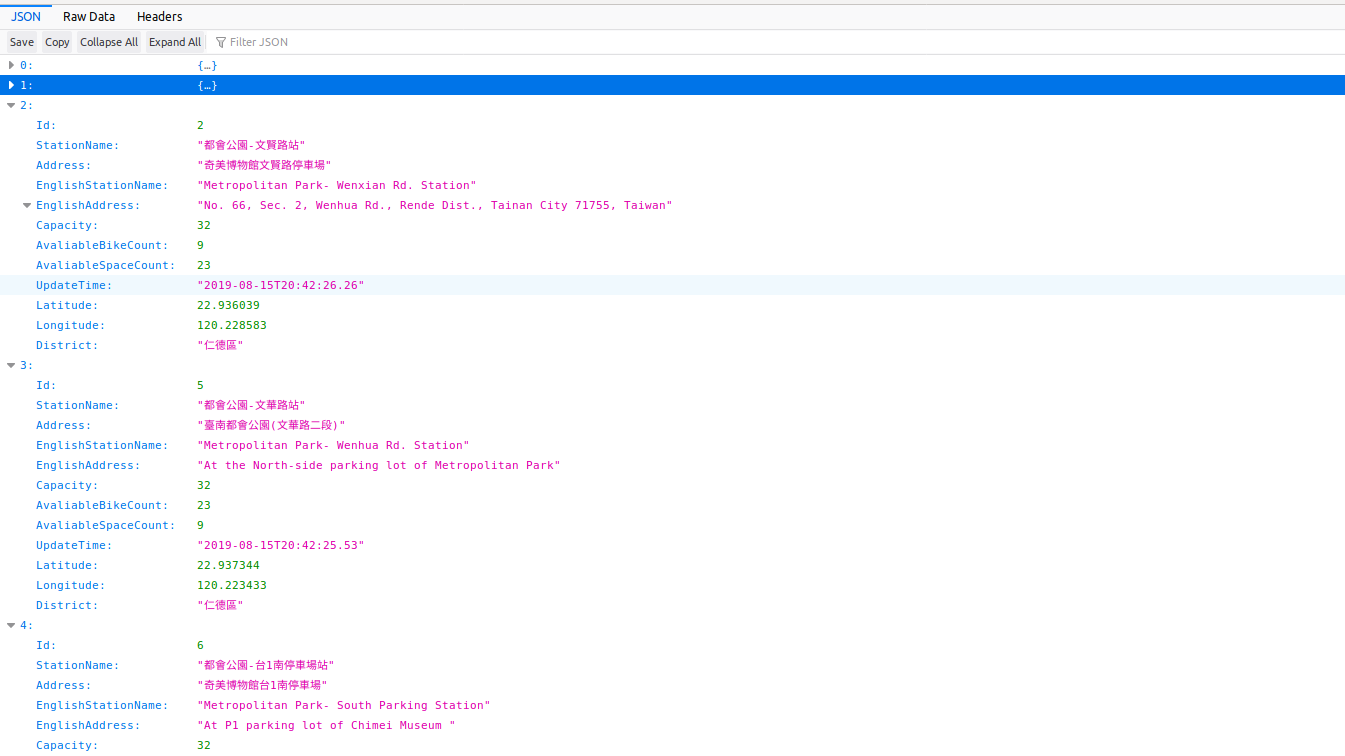 JSON Raw Data Headers
Save Copy Collapse All Expand All Filter JSON
0: {…}
1: {…}
2:
Id: 2
StationName: "都會公園-文賢路站"
Address: "奇美博物館文賢路停車場"
EnglishStationName: "Metropolitan Park- Wenxian Rd. Station"
EnglishAddress: "No. 66, Sec. 2, Wenhua Rd., Rende Dist., Tainan City 71755, Taiwan"
Capacity: 32
AvaliableBikeCount: 9
AvaliableSpaceCount: 23
UpdateTime: "2019-08-15T20:42:26.26"
Latitude: 22.936039
Longitude: 120.228583
District: "仁德區"
3:
Id: 5
StationName: "都會公園-文華路站"
Address: "臺南都會公園(文華路二段)"
EnglishStationName: "Metropolitan Park- Wenhua Rd. Station"
EnglishAddress: "At the North-side parking lot of Metropolitan Park"
Capacity: 32
AvaliableBikeCount: 23
AvaliableSpaceCount: 9
UpdateTime: "2019-08-15T20:42:25.53"
Latitude: 22.937344
Longitude: 120.223433
District: "仁德區"
4:
Id: 6
StationName: "都會公園-台1南停車場站"
Address: "奇美博物館台1南停車場"
EnglishStationName: "Metropolitan Park- South Parking Station"
EnglishAddress: "At P1 parking lot of Chimei Museum "
Capacity: 32